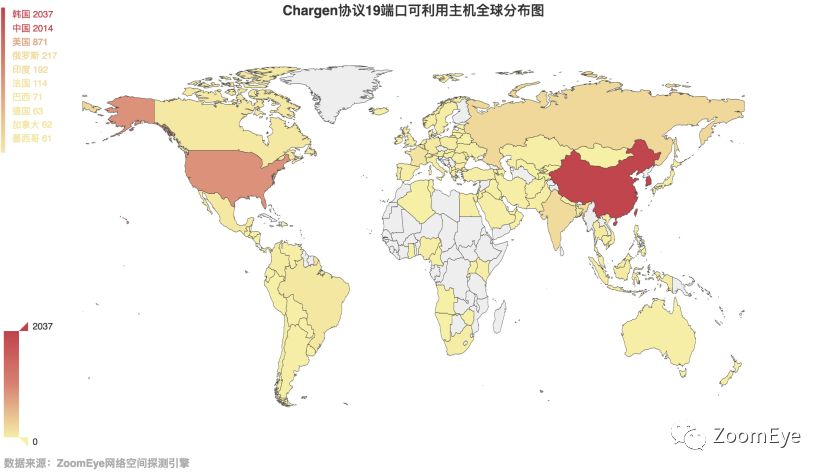 Chargen协议19端口可利用主机全球分布图
韩国 2037
中国 2014
美国 871
俄罗斯 217
印度 192
法国 114
巴西 71
德国 63
加拿大 62
墨西哥 61
2037
0
ZoomEye
数据来源：ZoomEye网络空间探测引擎